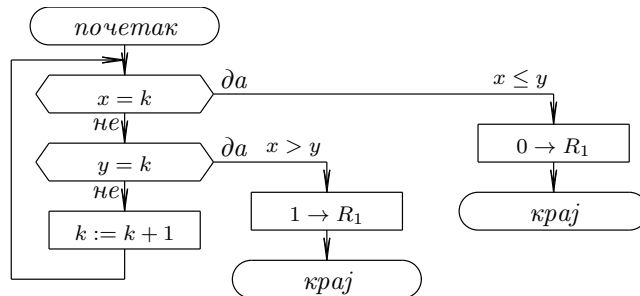 почетак
x = k
да
x ≤ y
не
y = k
да
x > y
0 → R₁
не
k := k + 1
1 → R₁
крај
крај